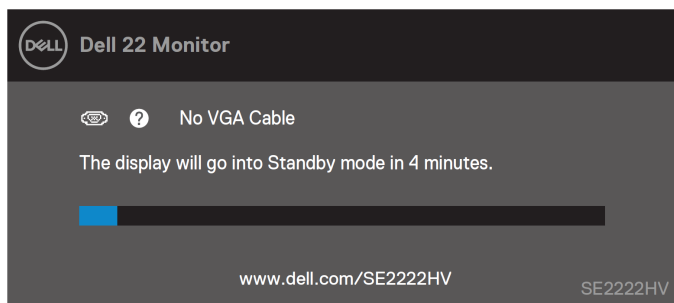 DELL Dell 22 Monitor
? No VGA Cable
The display will go into Standby mode in 4 minutes.
www.dell.com/SE2222HV
SE2222HV